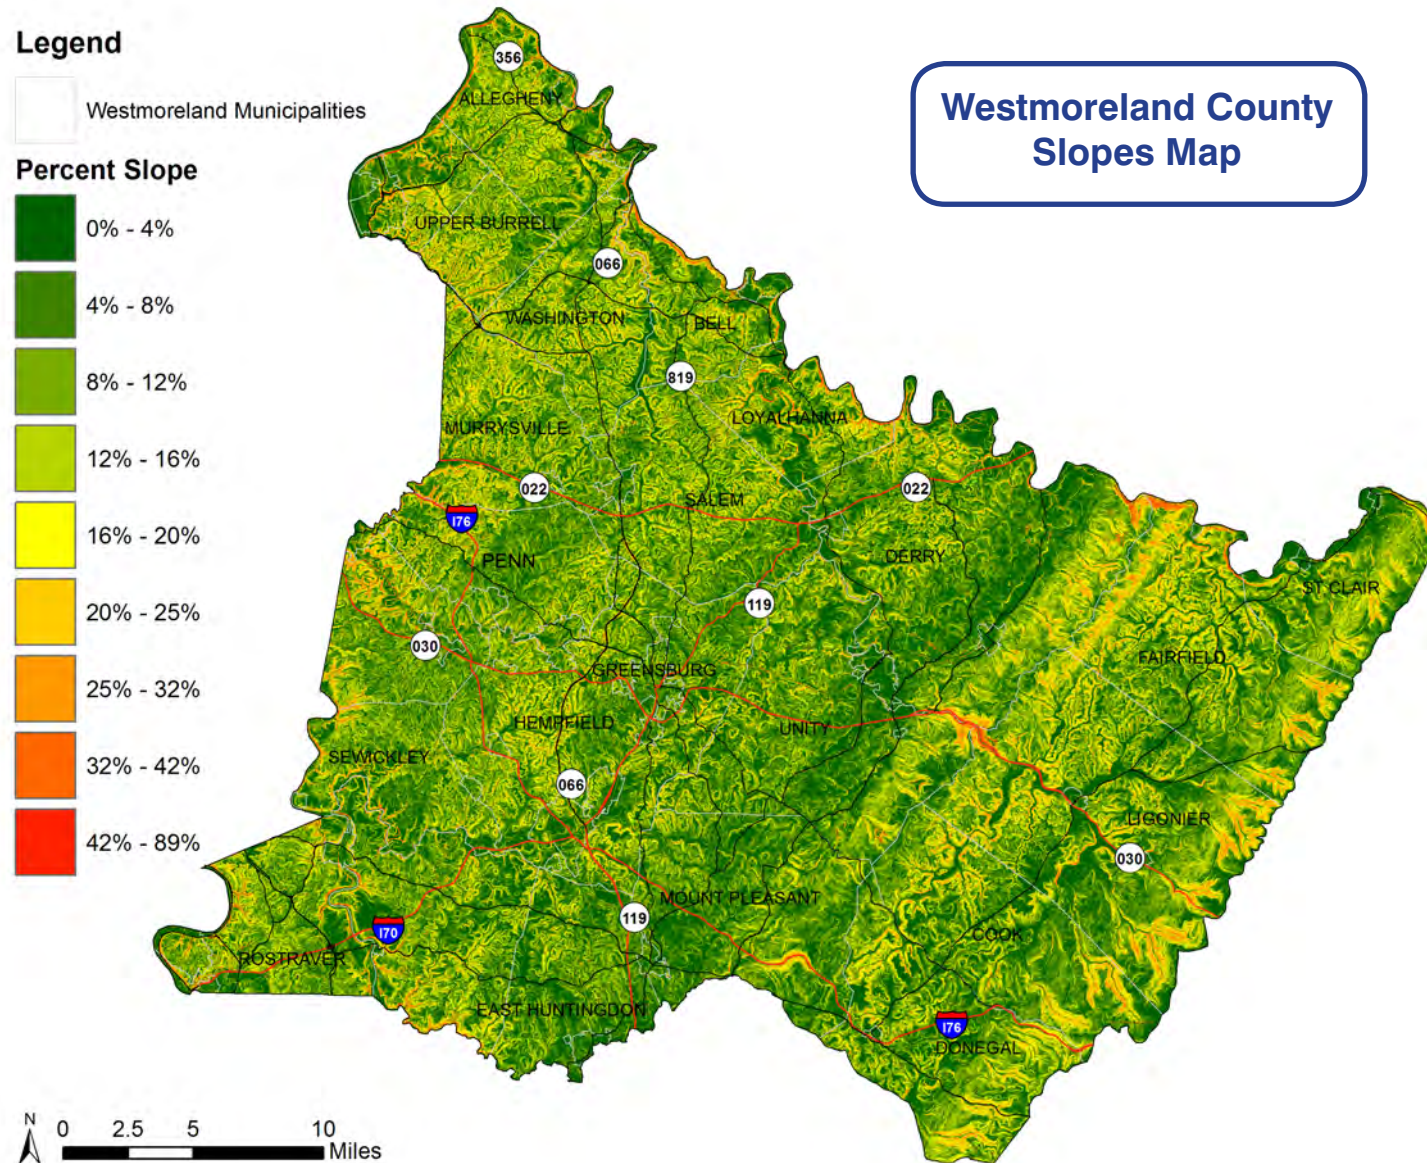 Legend
Westmoreland Municipalities
Percent Slope
0% - 4%
4% - 8%
8% - 12%
12% - 16%
16% - 20%
20% - 25%
25% - 32%
32% - 42%
42% - 89%
Westmoreland County
Slopes Map
356
ALLEGHENY
UPPER BURRELL
066
WASHINGTON
BELL
819
LOYALHANNA
MURRYSVILLE
022
SALEM
022
I76
PENN
DERRY
ST CLAIR
119
030
GREENSBURG
FAIRFIELD
HEMPFIELD
UNITY
SEWICKLEY
066
LIGONIER
030
MOUNT PLEASANT
119
I70
COOK
ROSTRAVER
EAST HUNTINGDON
I76
DONEGAL
N
0 2.5 5 10
Miles